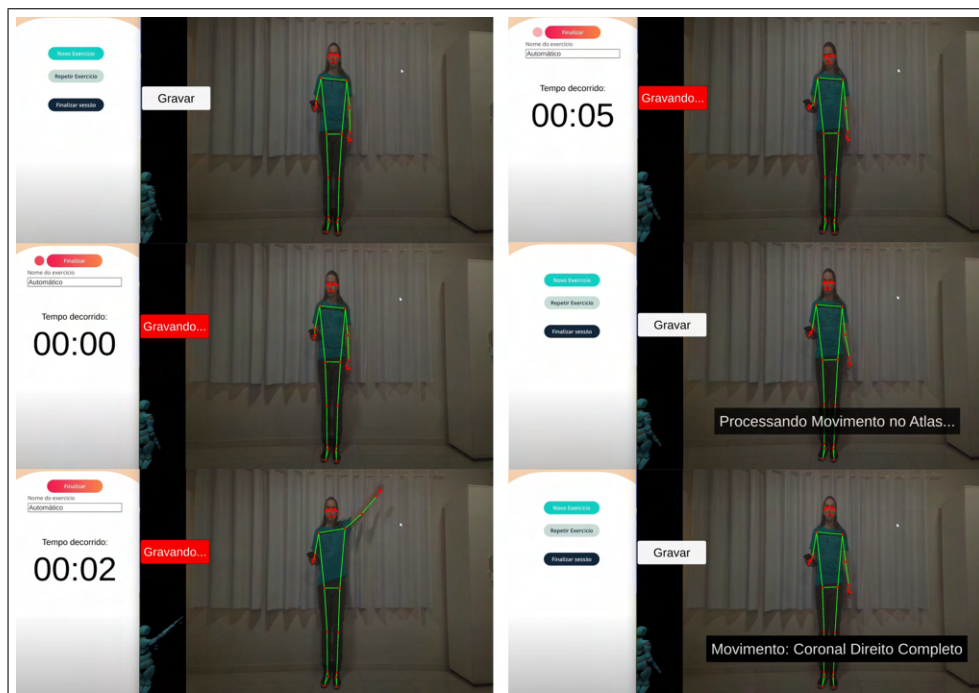 Novo Exercício
Repetir Exercício
Finalizar sessão
Gravar
Finalizar
Nome do exercício
Automático
Tempo decorrido:
00:00
Gravando...
Finalizar
Nome do exercício
Automático
Tempo decorrido:
00:02
Gravando...
Finalizar
Nome do exercício
Automático
Tempo decorrido:
00:05
Gravando...
Novo Exercício
Repetir Exercício
Finalizar sessão
Gravar
Processando Movimento no Atlas...
Novo Exercício
Repetir Exercício
Finalizar sessão
Gravar
Movimento: Coronal Direito Completo